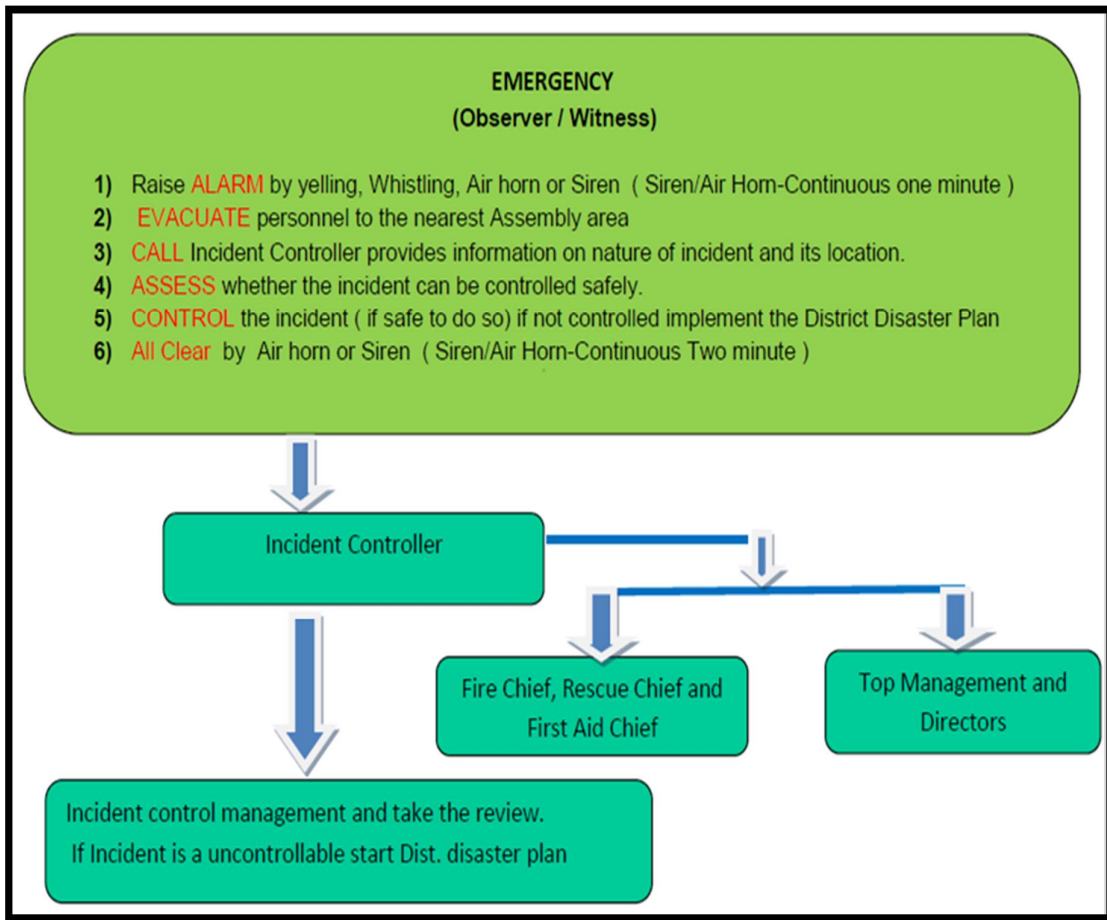 EMERGENCY
(Observer / Witness)
1) Raise ALARM by yelling, Whistling, Air horn or Siren ( Siren/Air Horn-Continuous one minute )
2) EVACUATE personnel to the nearest Assembly area
3) CALL Incident Controller provides information on nature of incident and its location.
4) ASSESS whether the incident can be controlled safely.
5) CONTROL the incident ( if safe to do so) if not controlled implement the District Disaster Plan
6) All Clear by Air horn or Siren ( Siren/Air Horn-Continuous Two minute )
Incident Controller
Fire Chief, Rescue Chief and
First Aid Chief
Top Management and
Directors
Incident control management and take the review.
If Incident is a uncontrollable start Dist. disaster plan